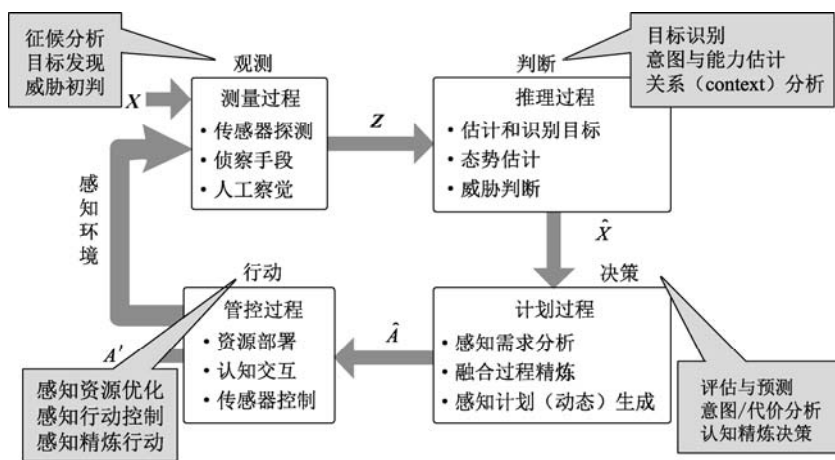 征候分析
目标发现
威胁初判
观测
X
测量过程
• 传感器探测
• 侦察手段
• 人工察觉
Z
判断
推理过程
• 估计和识别目标
• 态势估计
• 威胁判断
目标识别
意图与能力估计
关系（context）分析
X̂
决策
计划过程
• 感知需求分析
• 融合过程精炼
• 感知计划（动态）生成
评估与预测
意图/代价分析
认知精炼决策
Â
行动
管控过程
• 资源部署
• 认知交互
• 传感器控制
A′
感知资源优化
感知行动控制
感知精炼行动
感知环境